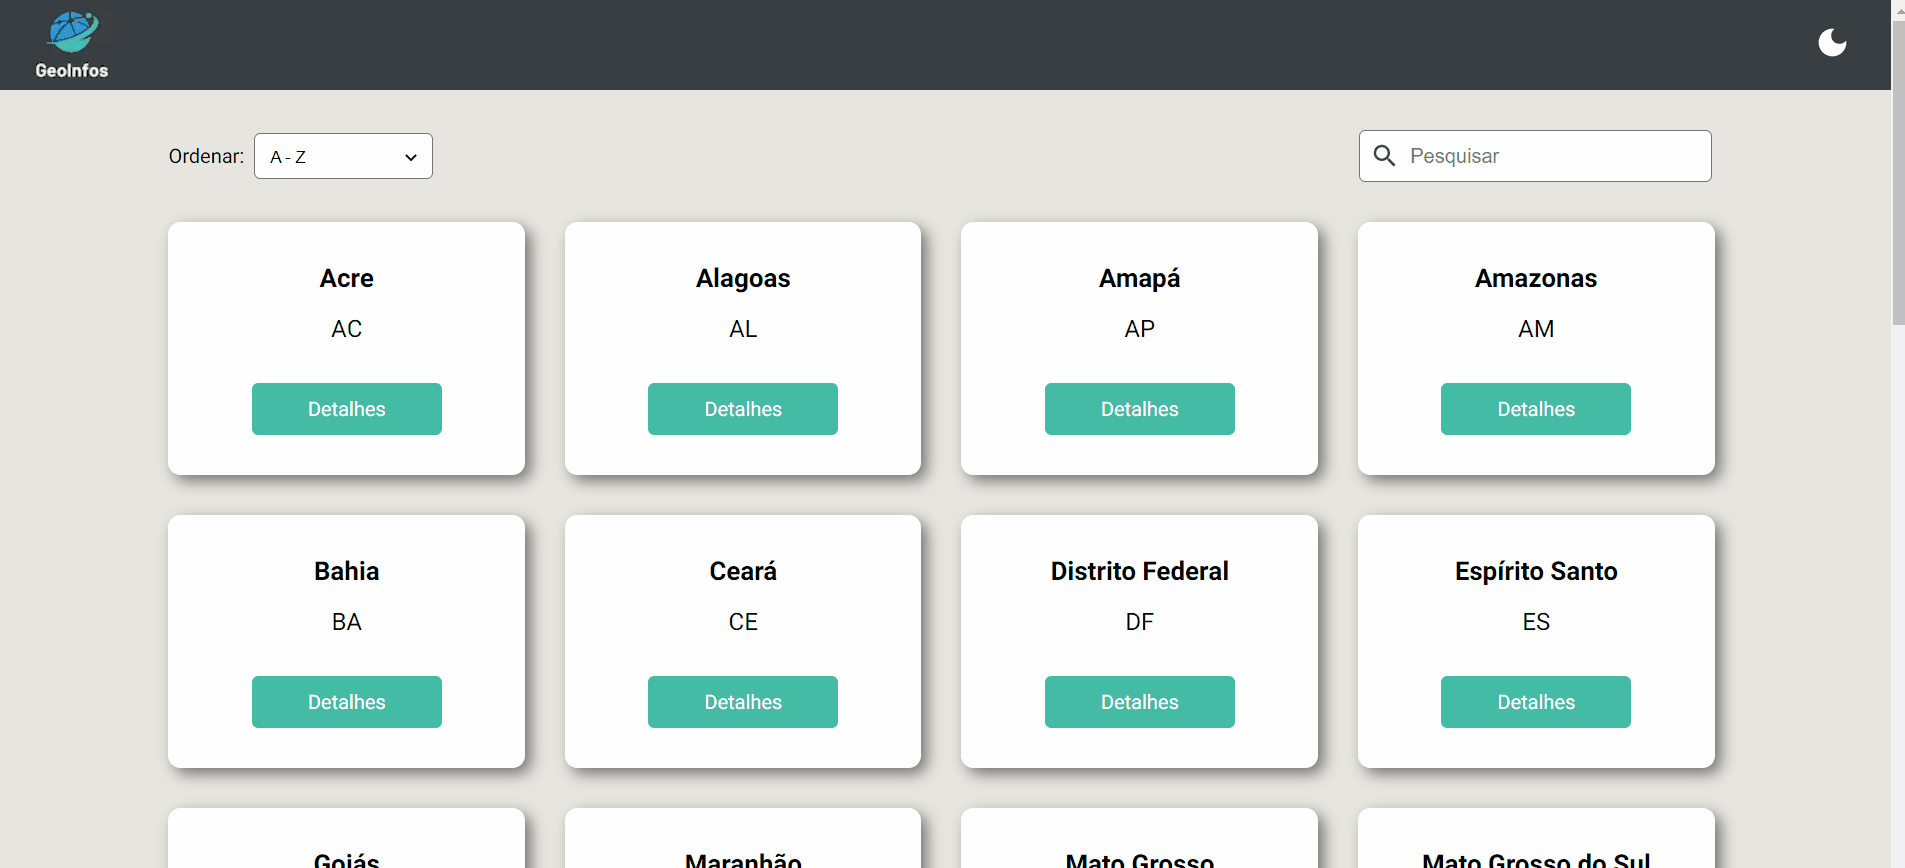 GeoInfos
Ordenar: A - Z
Pesquisar
Acre
AC
Detalhes
Alagoas
AL
Detalhes
Amapá
AP
Detalhes
Amazonas
AM
Detalhes
Bahia
BA
Detalhes
Ceará
CE
Detalhes
Distrito Federal
DF
Detalhes
Espírito Santo
ES
Detalhes
Goiás
Maranhão
Mato Grosso
Mato Grosso do Sul